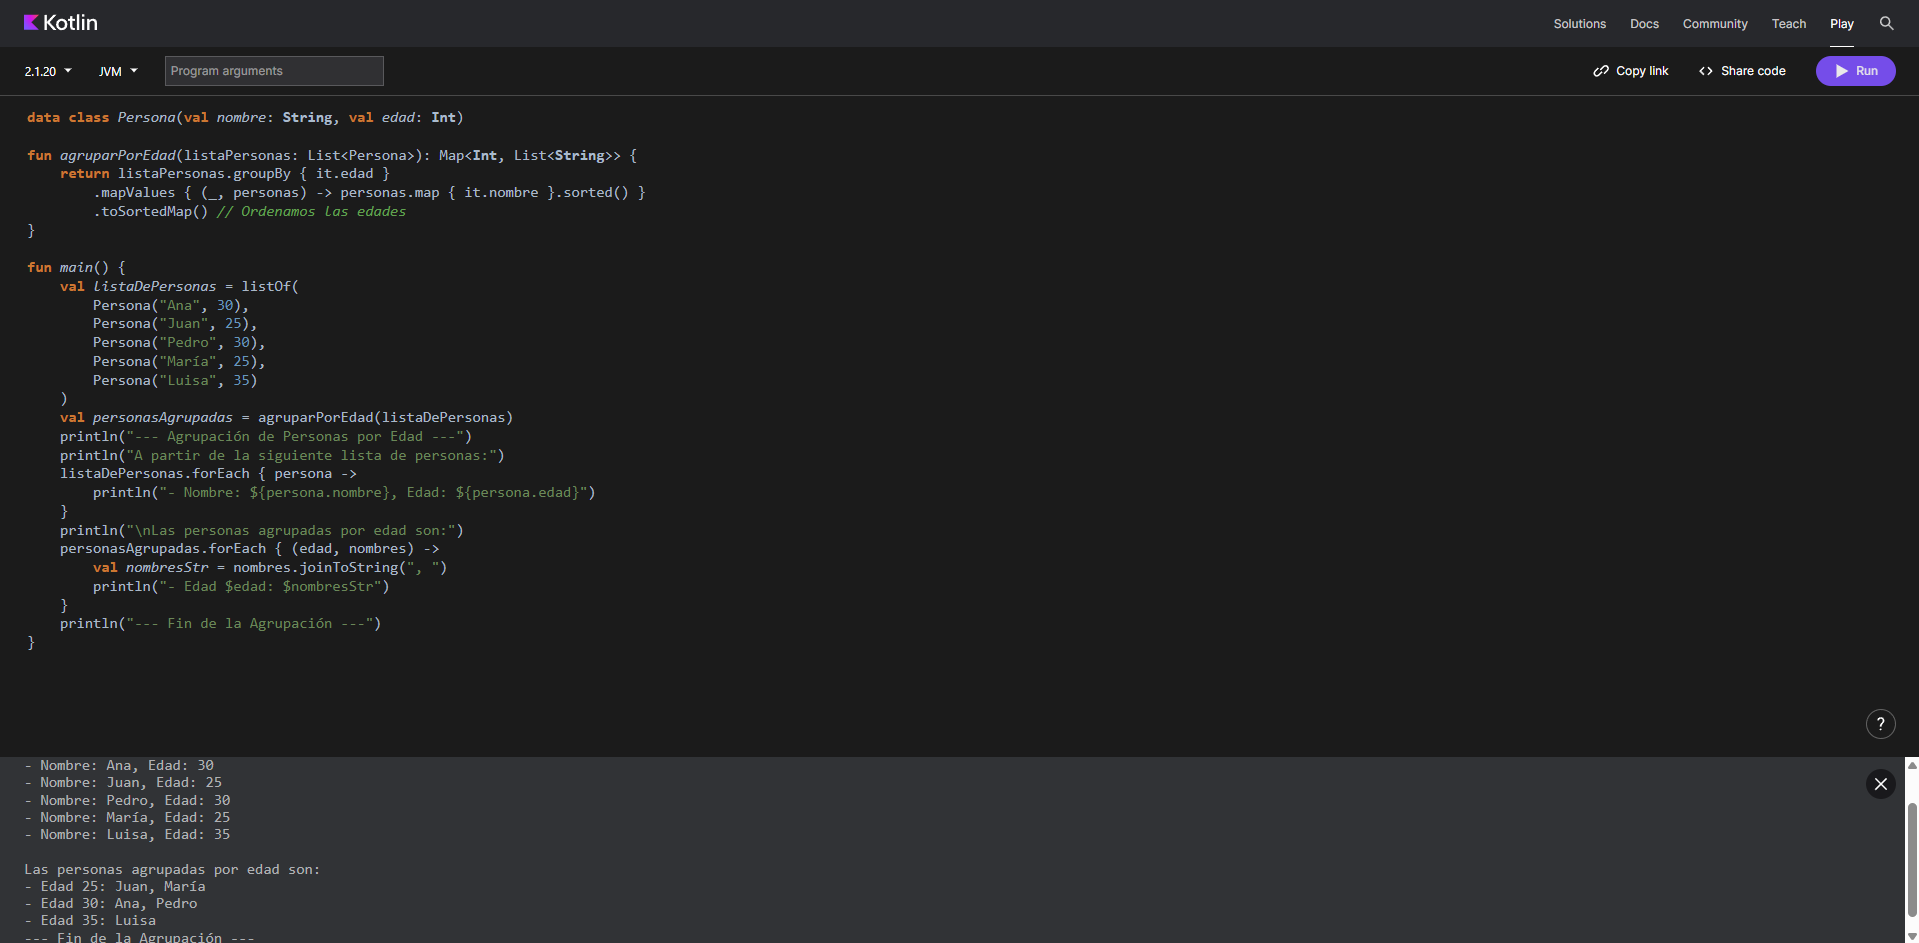 Kotlin
Solutions Docs Community Teach Play
2.1.20 JVM Program arguments Copy link <> Share code Run
data class Persona(val nombre: String, val edad: Int)
fun agruparPorEdad(listaPersonas: List<Persona>): Map<Int, List<String>> {
    return listaPersonas.groupBy { it.edad }
        .mapValues { (_, personas) -> personas.map { it.nombre }.sorted() }
        .toSortedMap() // Ordenamos las edades
}
fun main() {
    val listaDePersonas = listOf(
        Persona("Ana", 30),
        Persona("Juan", 25),
        Persona("Pedro", 30),
        Persona("María", 25),
        Persona("Luisa", 35)
    )
    val personasAgrupadas = agruparPorEdad(listaDePersonas)
    println("--- Agrupación de Personas por Edad ---")
    println("A partir de la siguiente lista de personas:")
    listaDePersonas.forEach { persona ->
        println("- Nombre: ${persona.nombre}, Edad: ${persona.edad}")
    }
    println("\nLas personas agrupadas por edad son:")
    personasAgrupadas.forEach { (edad, nombres) ->
        val nombresStr = nombres.joinToString(", ")
        println("- Edad $edad: $nombresStr")
    }
    println("--- Fin de la Agrupación ---")
}
?
- Nombre: Ana, Edad: 30
- Nombre: Juan, Edad: 25
- Nombre: Pedro, Edad: 30
- Nombre: María, Edad: 25
- Nombre: Luisa, Edad: 35
Las personas agrupadas por edad son:
- Edad 25: Juan, María
- Edad 30: Ana, Pedro
- Edad 35: Luisa
--- Fin de la Agrupación ---